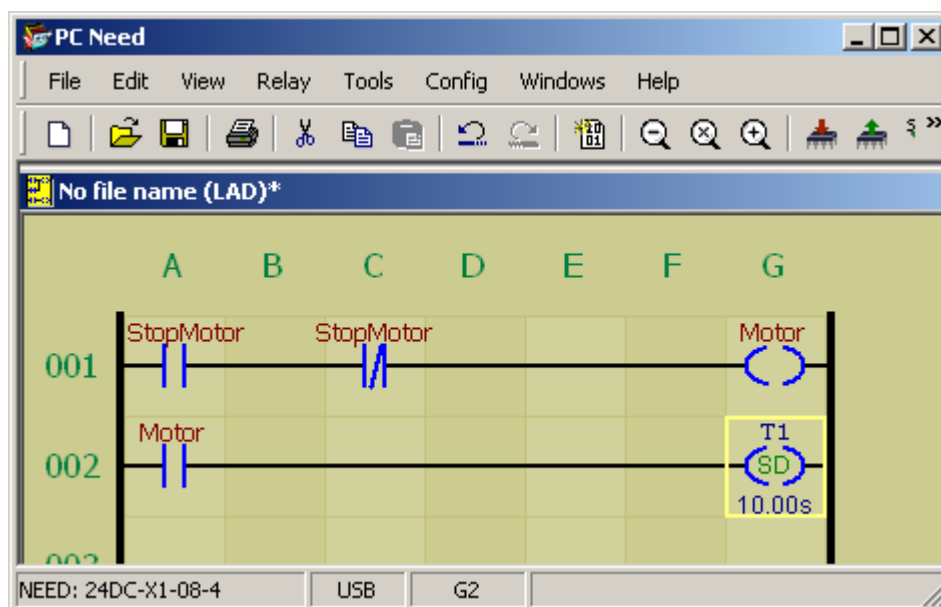 PC Need
File Edit View Relay Tools Config Windows Help
No file name (LAD)*
A B C D E F G
StopMotor StopMotor Motor
001
Motor T1
002 SD
10.00s
NEED: 24DC-X1-08-4 USB G2